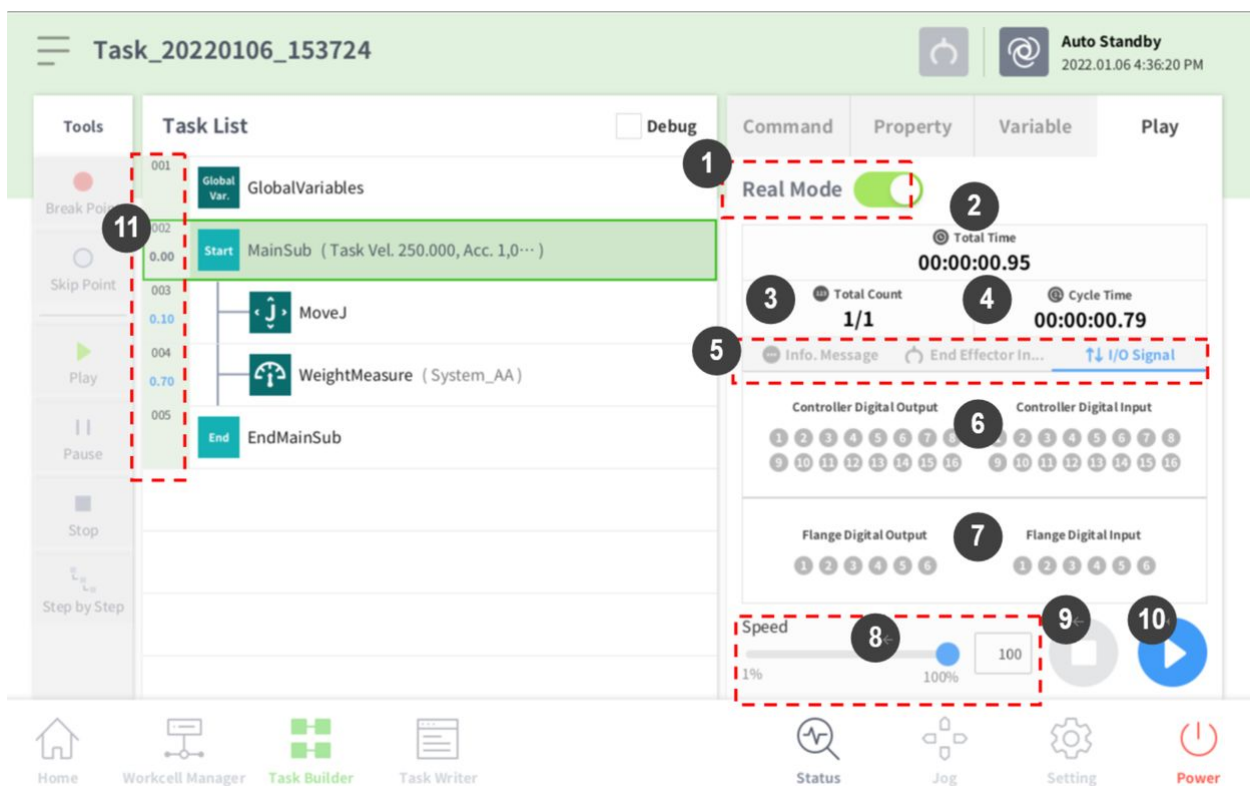 Task_20220106_153724
Auto Standby
2022.01.06 4:36:20 PM
Tools
Task List
Debug
Command
Property
Variable
Play
Break Point
Skip Point
Play
Pause
Stop
Step by Step
11
001
Global
Var.
GlobalVariables
002
0.00
Start
MainSub ( Task Vel. 250.000, Acc. 1,0··· )
003
0.10
J
MoveJ
004
0.70
WeightMeasure ( System_AA )
005
End
EndMainSub
1
Real Mode
2
Total Time
00:00:00.95
3
Total Count
1/1
4
Cycle Time
00:00:00.79
5
Info. Message
End Effector In...
I/O Signal
Controller Digital Output
6
Controller Digital Input
1 2 3 4 5 6 7 8
2 3 4 5 6 7 8
9 10 11 12 13 14 15 16
9 10 11 12 13 14 15 16
Flange Digital Output
7
Flange Digital Input
1 2 3 4 5 6
1 2 3 4 5 6
Speed
8
1%
100%
100
9
10
Home
Workcell Manager
Task Builder
Task Writer
Status
Jog
Setting
Power